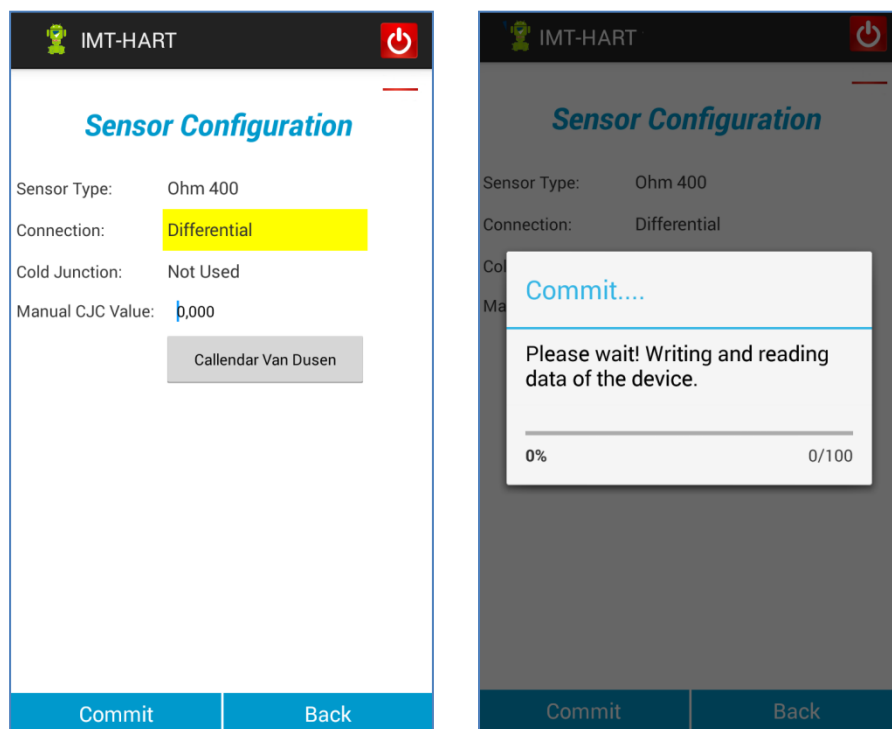 IMT-HART
Sensor Configuration
Sensor Type: Ohm 400
Connection: Differential
Cold Junction: Not Used
Manual CJC Value: 0,000
Callendar Van Dusen
Commit Back
IMT-HART
Sensor Configuration
Sensor Type: Ohm 400
Connection: Differential
Col
Ma
Commit....
Please wait! Writing and reading
data of the device.
0% 0/100
Commit Back